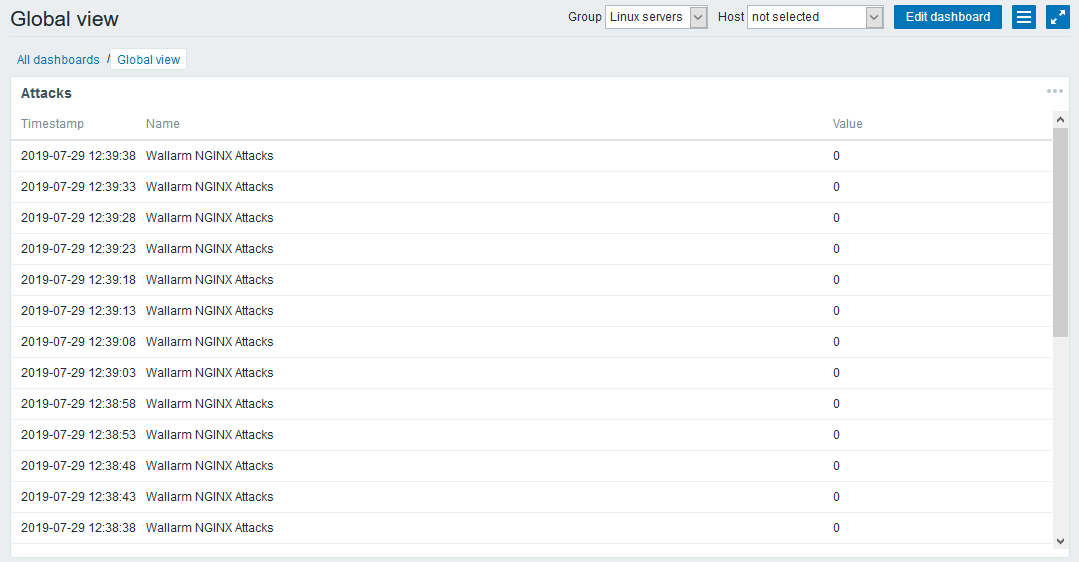 Global view
Group Linux servers Host not selected Edit dashboard
All dashboards / Global view
Attacks
Timestamp Name Value
2019-07-29 12:39:38 Wallarm NGINX Attacks 0
2019-07-29 12:39:33 Wallarm NGINX Attacks 0
2019-07-29 12:39:28 Wallarm NGINX Attacks 0
2019-07-29 12:39:23 Wallarm NGINX Attacks 0
2019-07-29 12:39:18 Wallarm NGINX Attacks 0
2019-07-29 12:39:13 Wallarm NGINX Attacks 0
2019-07-29 12:39:08 Wallarm NGINX Attacks 0
2019-07-29 12:39:03 Wallarm NGINX Attacks 0
2019-07-29 12:38:58 Wallarm NGINX Attacks 0
2019-07-29 12:38:53 Wallarm NGINX Attacks 0
2019-07-29 12:38:48 Wallarm NGINX Attacks 0
2019-07-29 12:38:43 Wallarm NGINX Attacks 0
2019-07-29 12:38:38 Wallarm NGINX Attacks 0